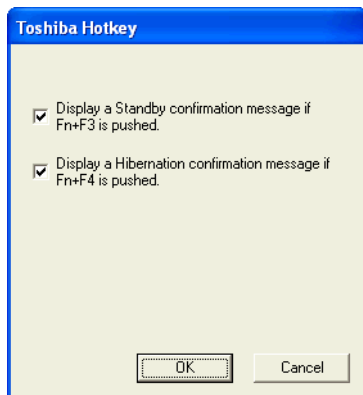 Toshiba Hotkey
Display a Standby confirmation message if
Fn+F3 is pushed.
Display a Hibernation confirmation message if
Fn+F4 is pushed.
OK
Cancel